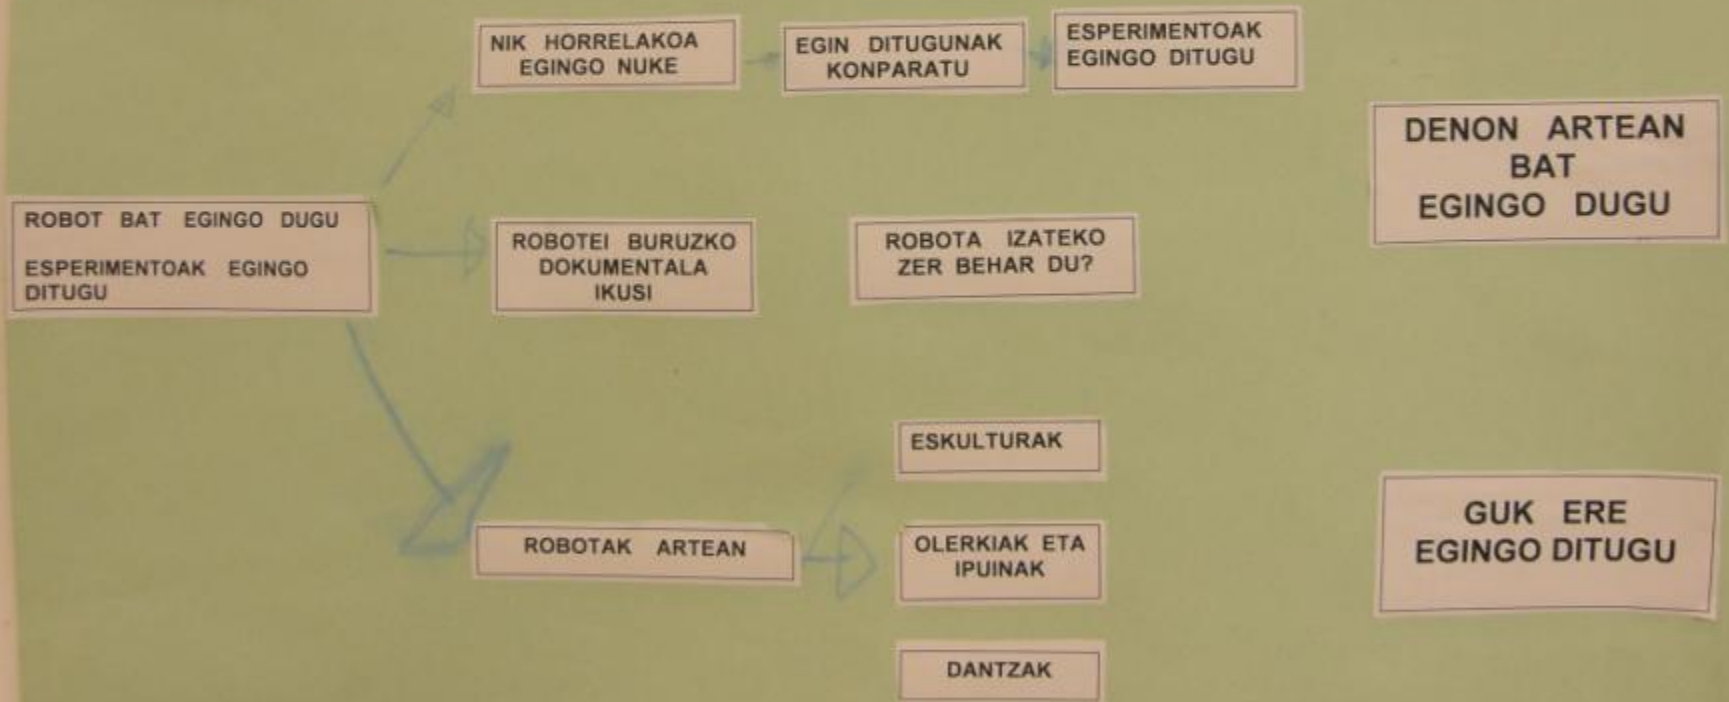 NIK HORRELAKOA
EGINGO NUKE
EGIN DITUGUNAK
KONPARATU
ESPERIMENTOAK
EGINGO DITUGU
DENON ARTEAN
BAT
EGINGO DUGU
ROBOT BAT EGINGO DUGU
ESPERIMENTOAK EGINGO
DITUGU
ROBOTEI BURUZKO
DOKUMENTALA
IKUSI
ROBOTA IZATEKO
ZER BEHAR DU?
ROBOTAK ARTEAN
ESKULTURAK
OLERKIAK ETA
IPUINAK
DANTZAK
GUK ERE
EGINGO DITUGU